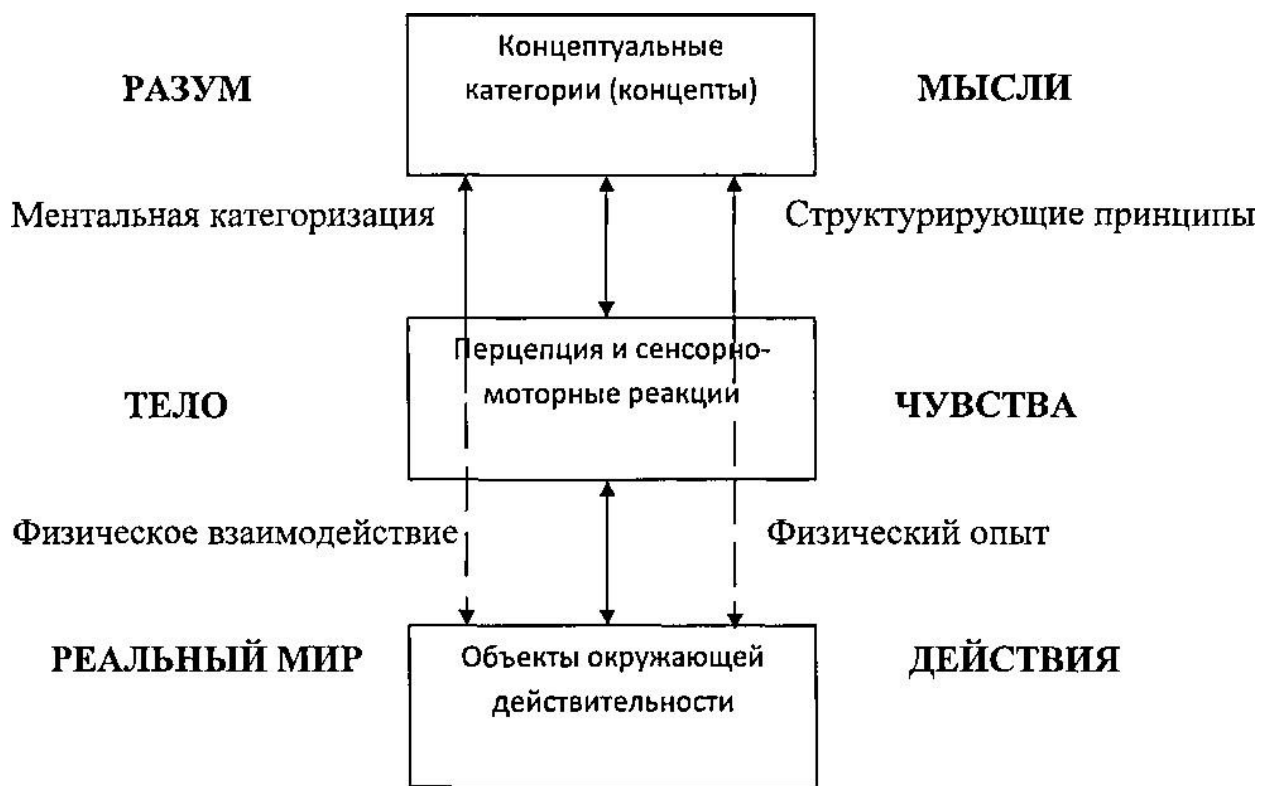 Концептуальные
РАЗУМ категории (концепты) МЫСЛИ
Ментальная категоризация Структурирующие принципы
Перцепция и сенсорно-
ТЕЛО моторные реакции ЧУВСТВА
Физическое взаимодействие Физический опыт
РЕАЛЬНЫЙ МИР Объекты окружающей ДЕЙСТВИЯ
действительности